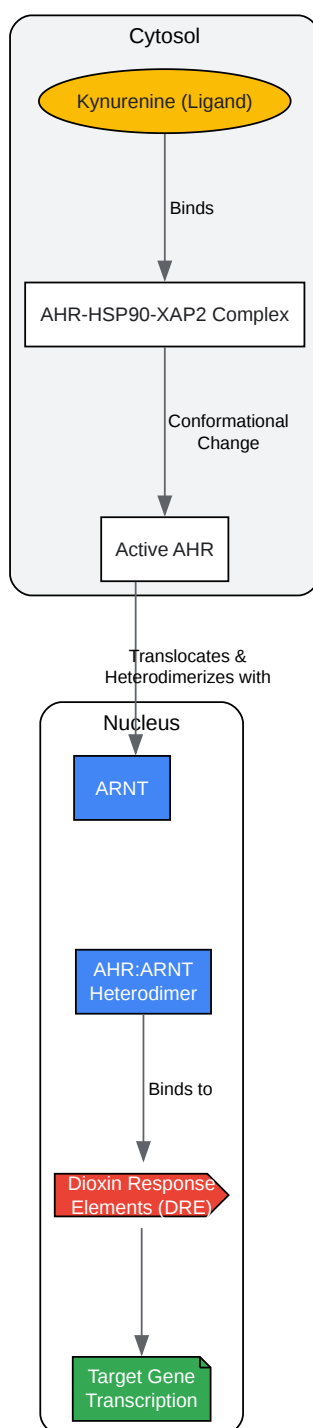 Cytosol
Kynurenine (Ligand)
Binds
AHR-HSP90-XAP2 Complex
Conformational
Change
Active AHR
Translocates &
Heterodimerizes with
Nucleus
ARNT
AHR:ARNT
Heterodimer
Binds to
Dioxin Response
Elements (DRE)
Target Gene
Transcription